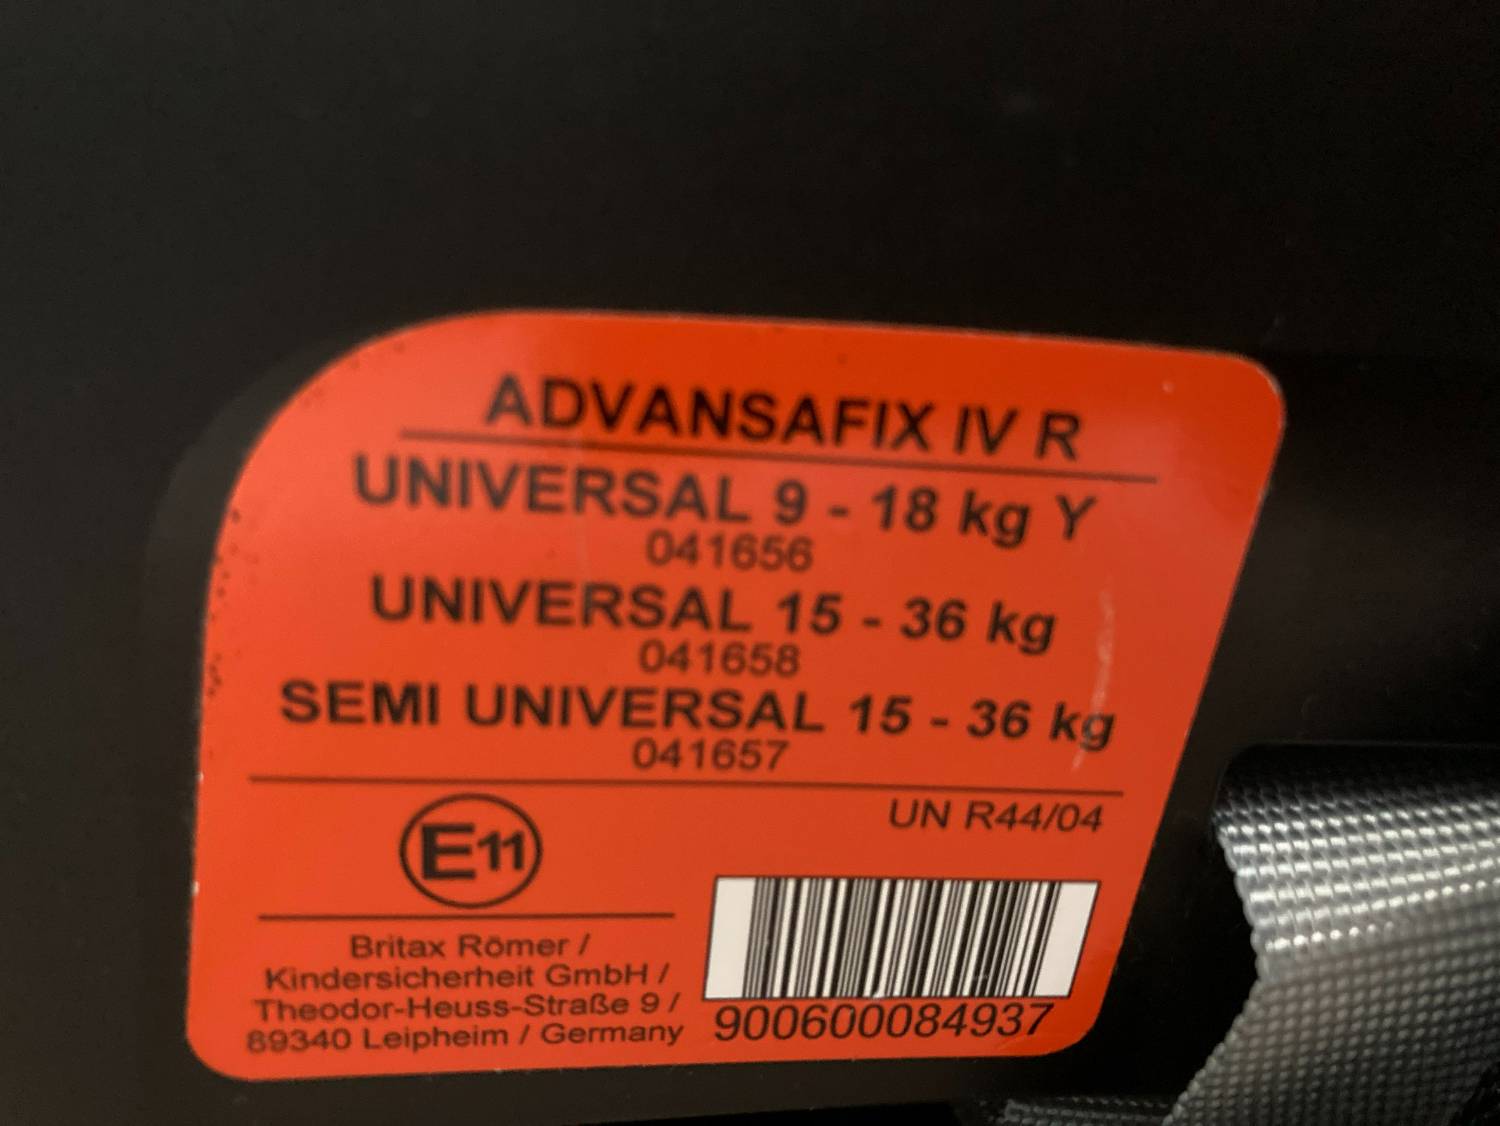 ADVANSAFIX IV R
UNIVERSAL 9 - 18 kg Y
041656
UNIVERSAL 15 - 36 kg
041658
SEMI UNIVERSAL 15 - 36 kg
041657
UN R44/04
E11
Britax Römer /
Kindersicherheit GmbH /
Theodor-Heuss-Straße 9 /
89340 Leipheim / Germany
900600084937